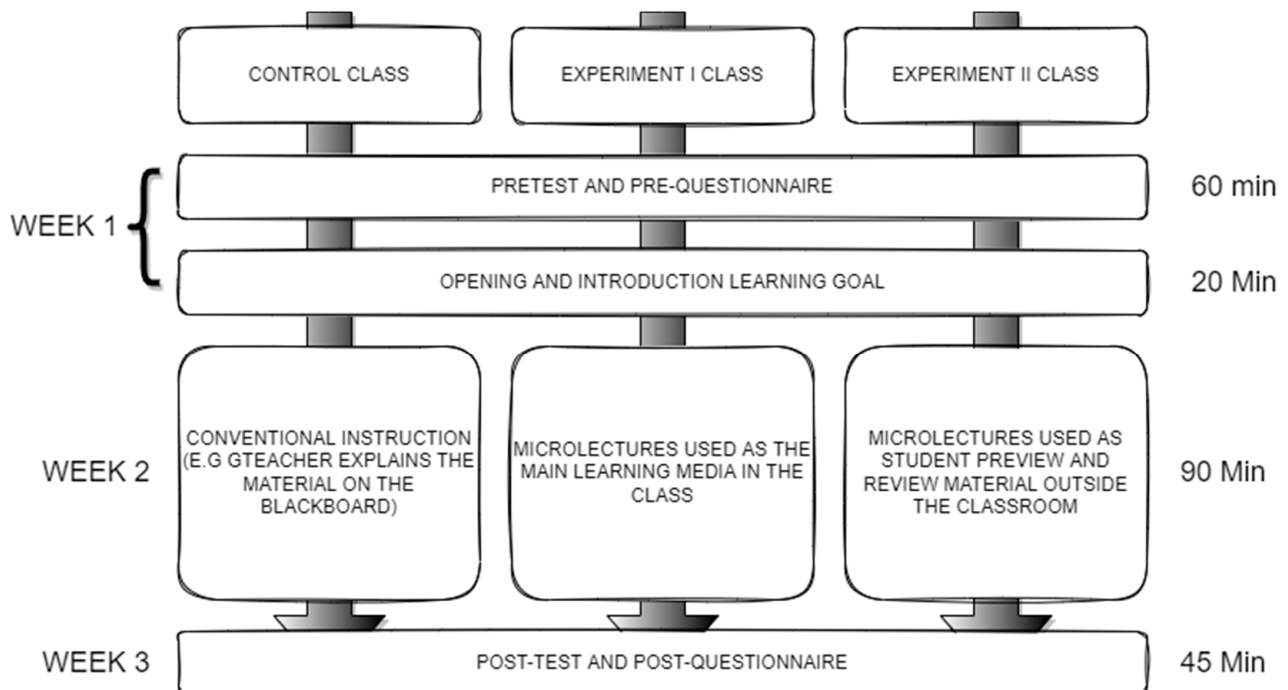 CONTROL CLASS
EXPERIMENT I CLASS
EXPERIMENT II CLASS
WEEK 1
PRETEST AND PRE-QUESTIONNAIRE
60 min
OPENING AND INTRODUCTION LEARNING GOAL
20 Min
WEEK 2
CONVENTIONAL INSTRUCTION
(E.G GTEACHER EXPLAINS THE
MATERIAL ON THE
BLACKBOARD)
MICROLECTURES USED AS THE
MAIN LEARNING MEDIA IN THE
CLASS
MICROLECTURES USED AS
STUDENT PREVIEW AND
REVIEW MATERIAL OUTSIDE
THE CLASSROOM
90 Min
WEEK 3
POST-TEST AND POST-QUESTIONNAIRE
45 Min